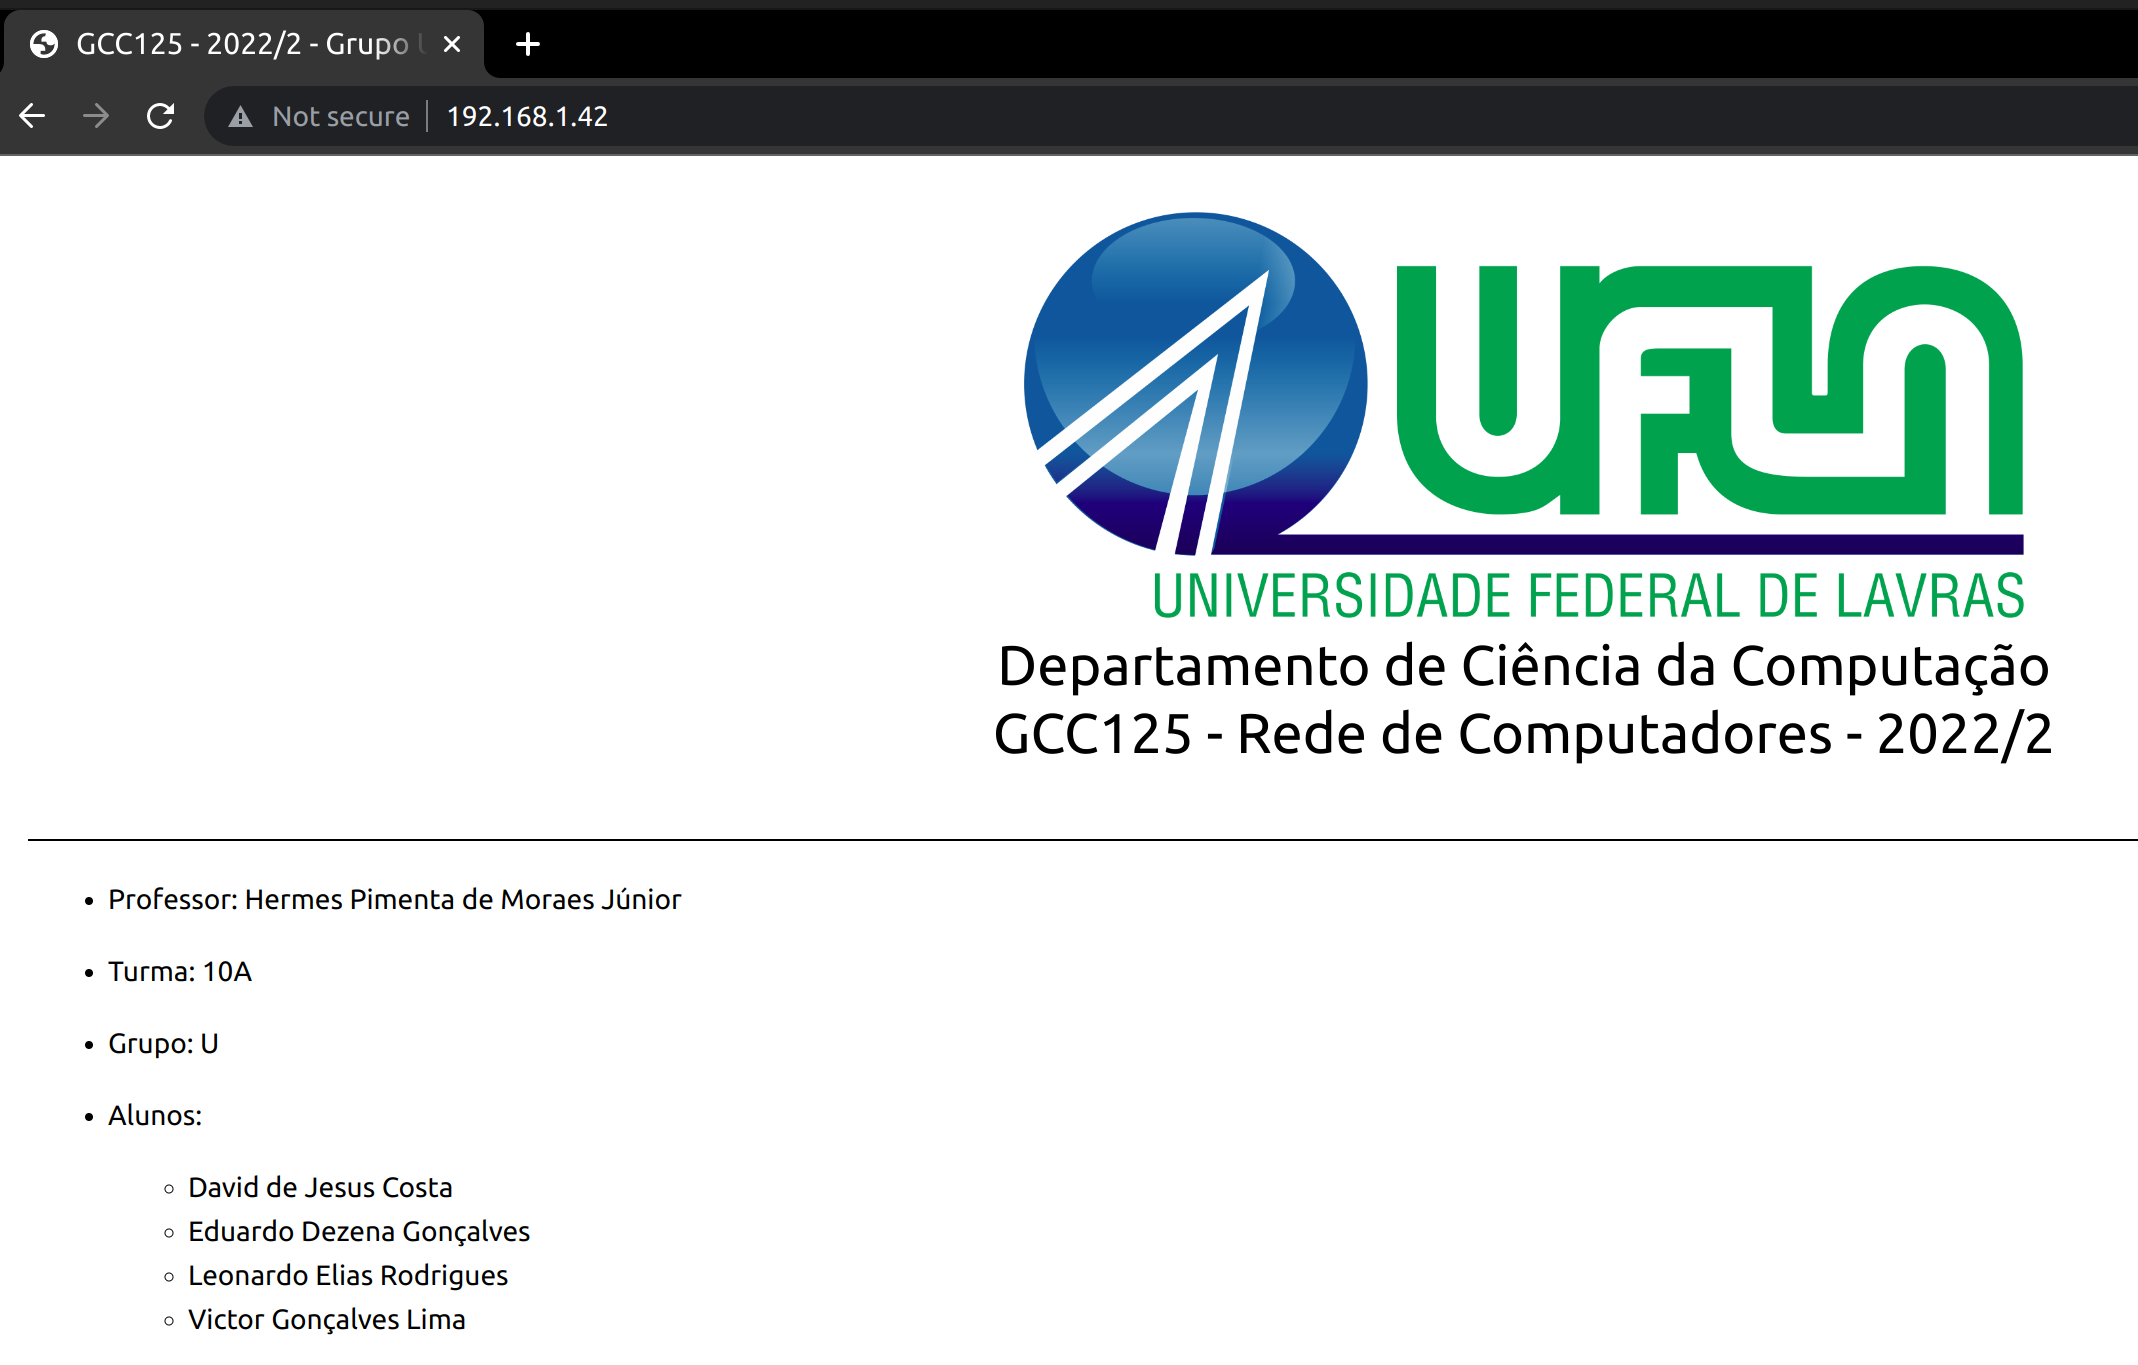 GCC125 - 2022/2 - Grupo
Not secure
192.168.1.42
UFLA
UNIVERSIDADE FEDERAL DE LAVRAS
Departamento de Ciência da Computação
GCC125 - Rede de Computadores - 2022/2
• Professor: Hermes Pimenta de Moraes Júnior
• Turma: 10A
• Grupo: U
• Alunos:
◦ David de Jesus Costa
◦ Eduardo Dezena Gonçalves
◦ Leonardo Elias Rodrigues
◦ Victor Gonçalves Lima